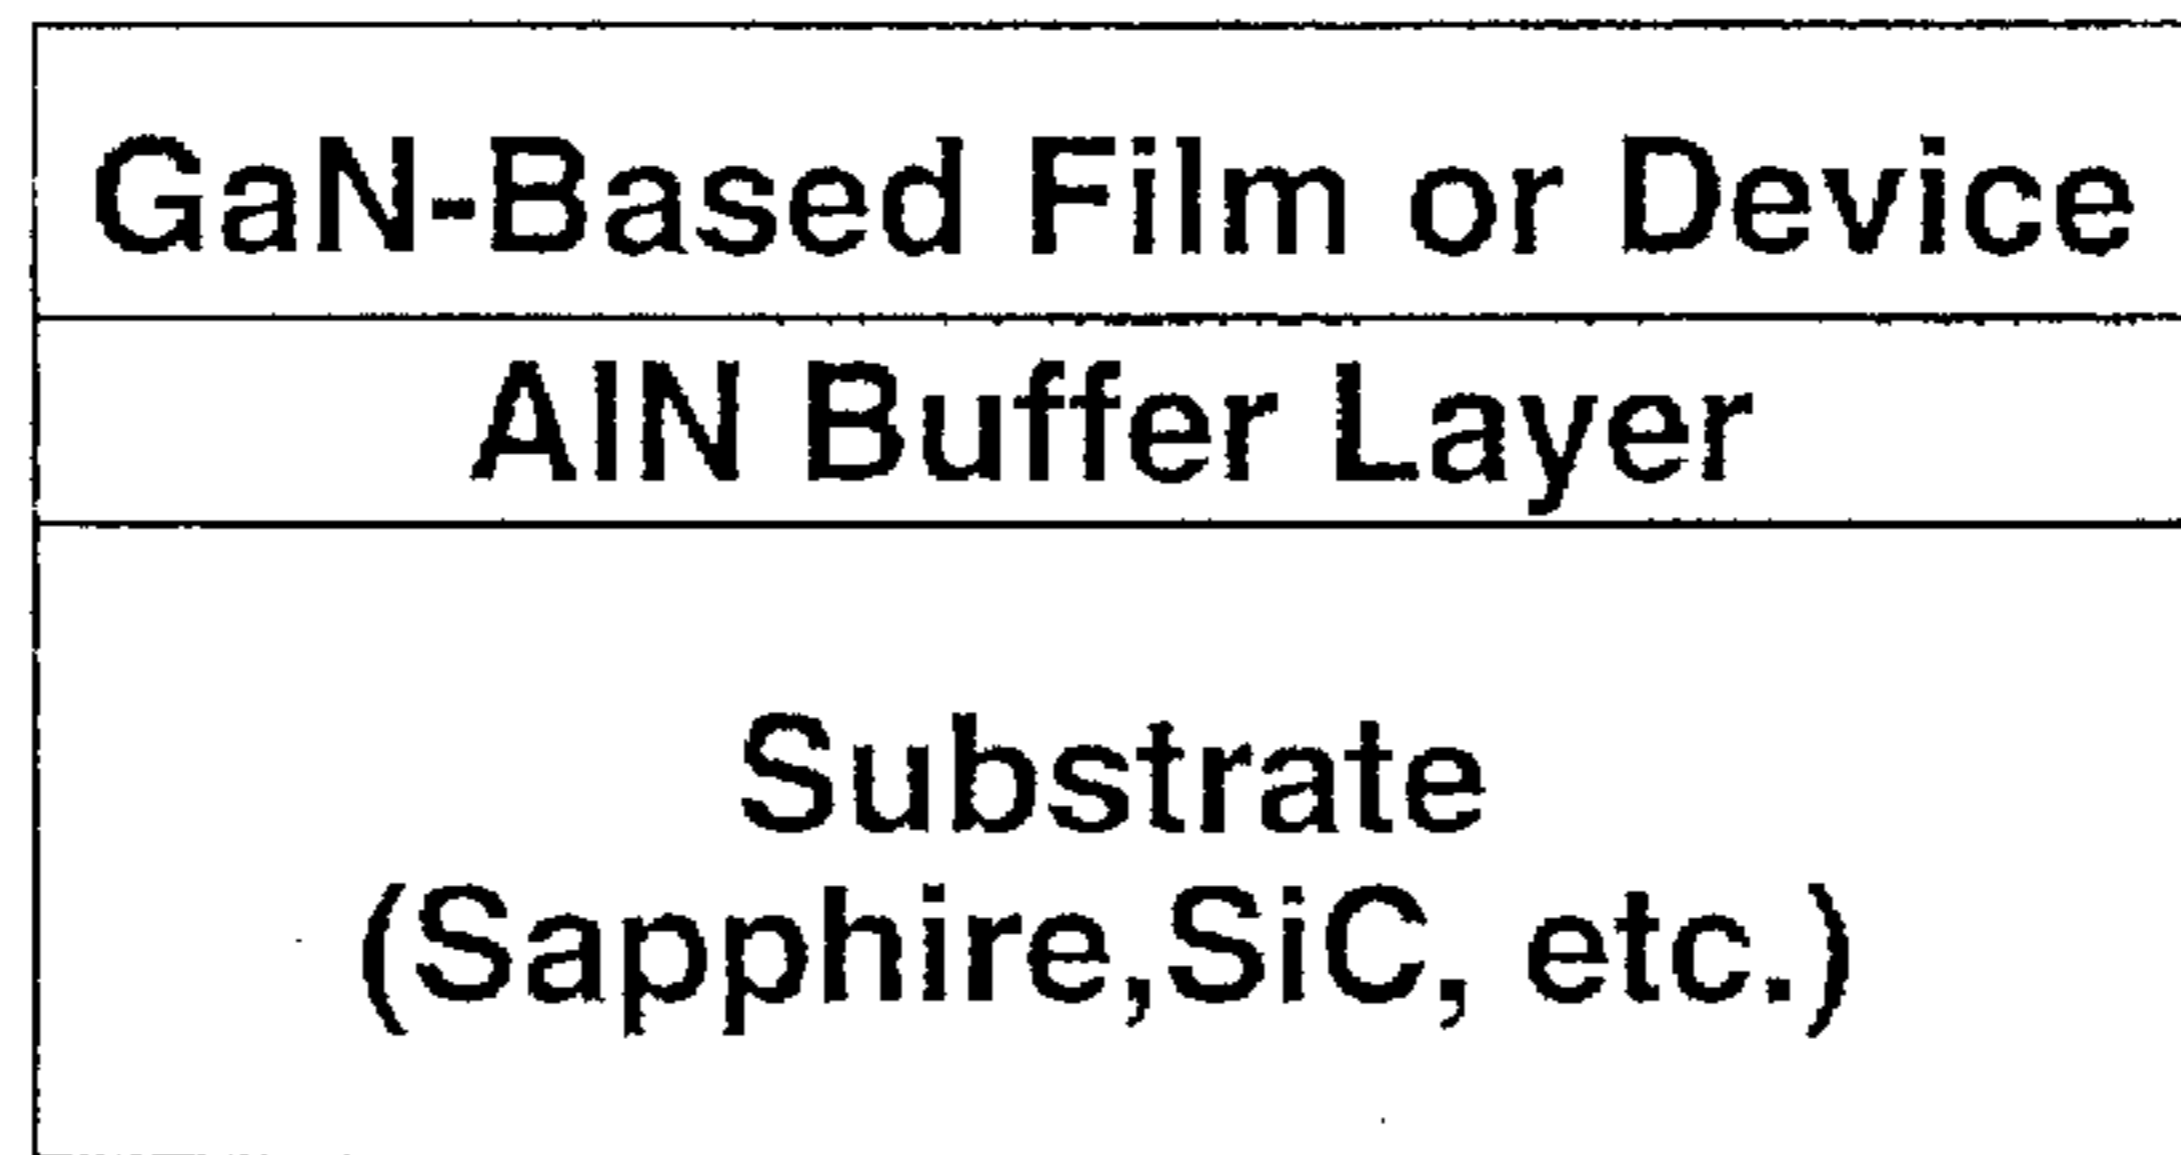 GaN-Based Film or Device
AlN Buffer Layer
Substrate
(Sapphire,SiC, etc.)